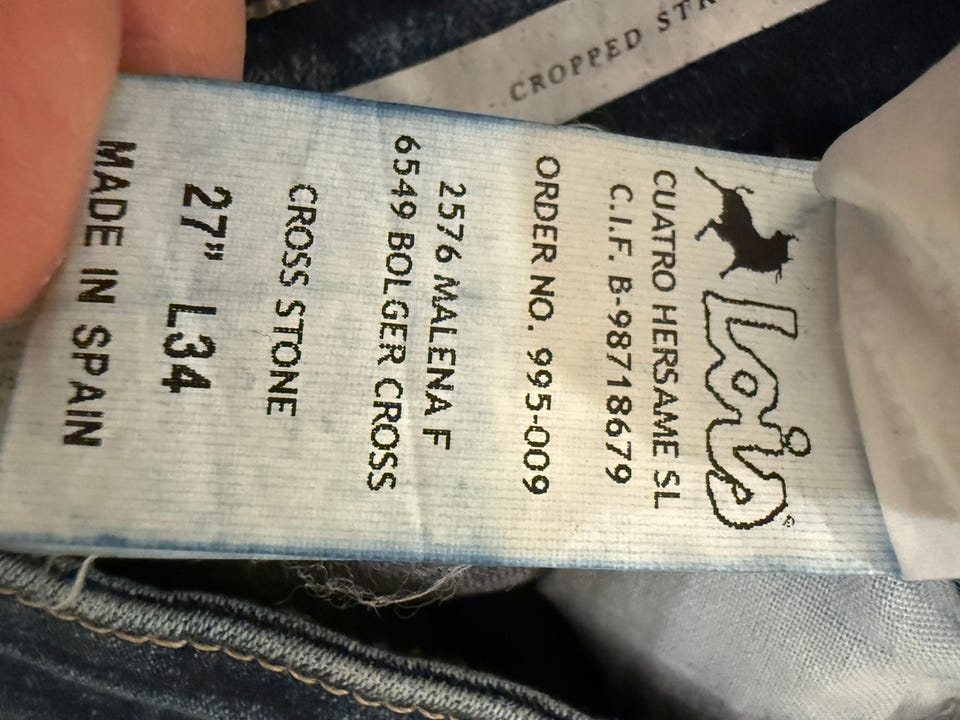 Lois®
CUATRO HERSAME SL
C.I.F. B-98718679
ORDER NO. 995-009
2576 MALENA F
6549 BOLGER CROSS
CROSS STONE
27" L34
MADE IN SPAIN
CROPPED